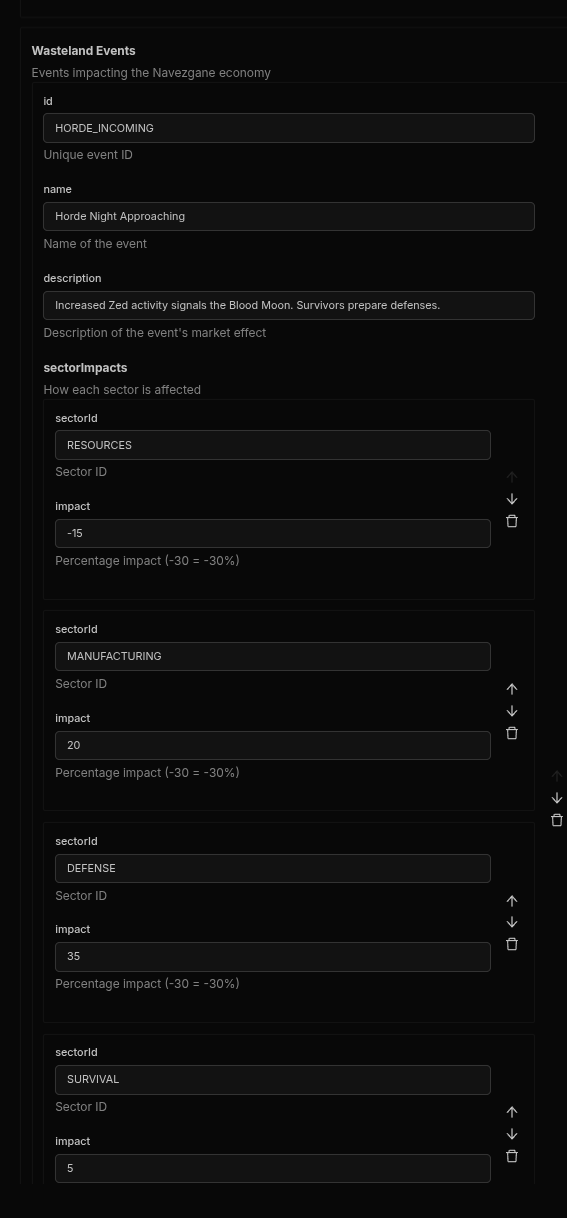 Wasteland Events
Events impacting the Navezgane economy
id
HORDE_INCOMING
Unique event ID
name
Horde Night Approaching
Name of the event
description
Increased Zed activity signals the Blood Moon. Survivors prepare defenses.
Description of the event's market effect
sectorImpacts
How each sector is affected
sectorId
RESOURCES
Sector ID
impact
-15
Percentage impact (-30 = -30%)
sectorId
MANUFACTURING
Sector ID
impact
20
Percentage impact (-30 = -30%)
sectorId
DEFENSE
Sector ID
impact
35
Percentage impact (-30 = -30%)
sectorId
SURVIVAL
Sector ID
impact
5